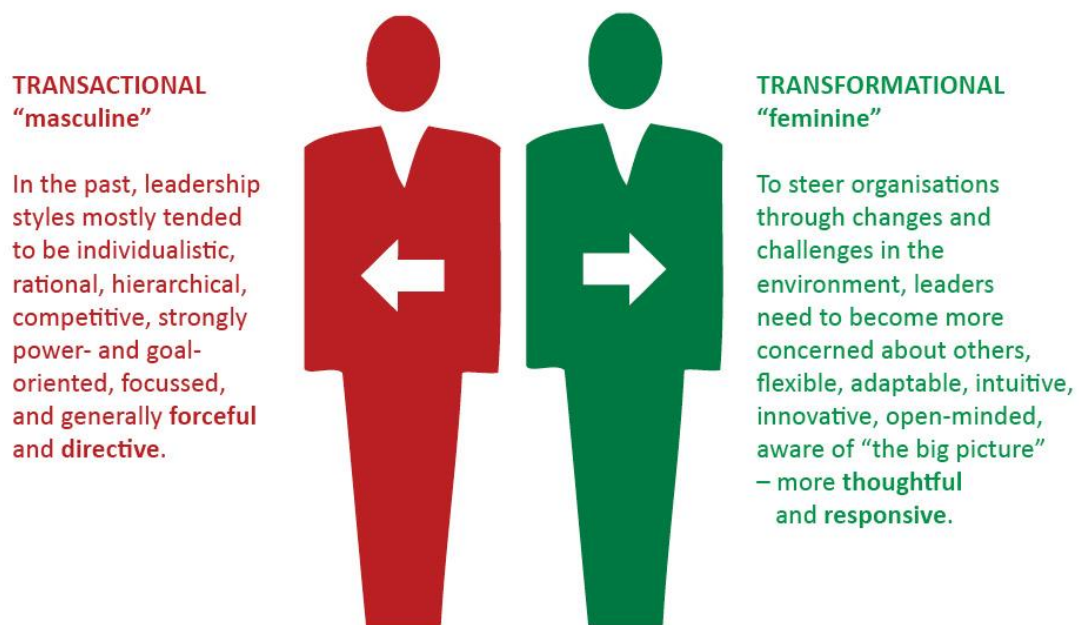 TRANSACTIONAL
“masculine”
In the past, leadership
styles mostly tended
to be individualistic,
rational, hierarchical,
competitive, strongly
power- and goal-
oriented, focussed,
and generally forceful
and directive.
TRANSFORMATIONAL
“feminine”
To steer organisations
through changes and
challenges in the
environment, leaders
need to become more
concerned about others,
flexible, adaptable, intuitive,
innovative, open-minded,
aware of “the big picture”
– more thoughtful
and responsive.